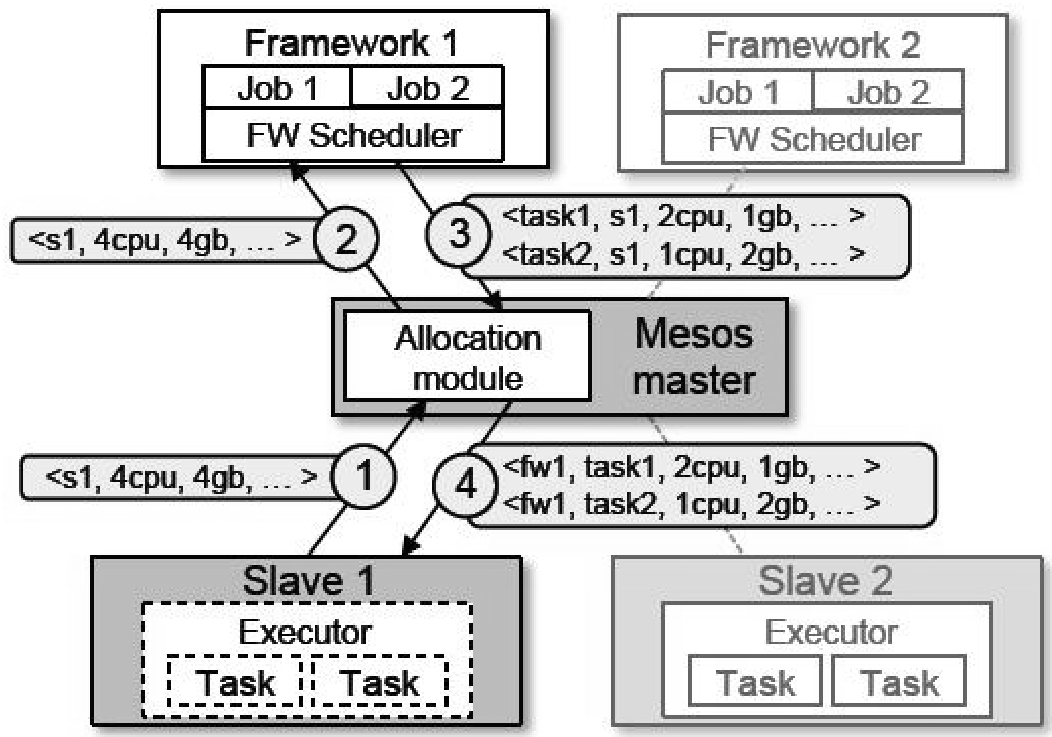 Framework 1
Job 1 Job 2
FW Scheduler
Framework 2
Job 1 Job 2
FW Scheduler
<s1, 4cpu, 4gb, ... >
2
3
<task1, s1, 2cpu, 1gb, ... >
<task2, s1, 1cpu, 2gb, ... >
Allocation
module
Mesos
master
<s1, 4cpu, 4gb, ... >
1
4
<fw1, task1, 2cpu, 1gb, ... >
<fw1, task2, 1cpu, 2gb, ... >
Slave 1
Executor
Task Task
Slave 2
Executor
Task Task